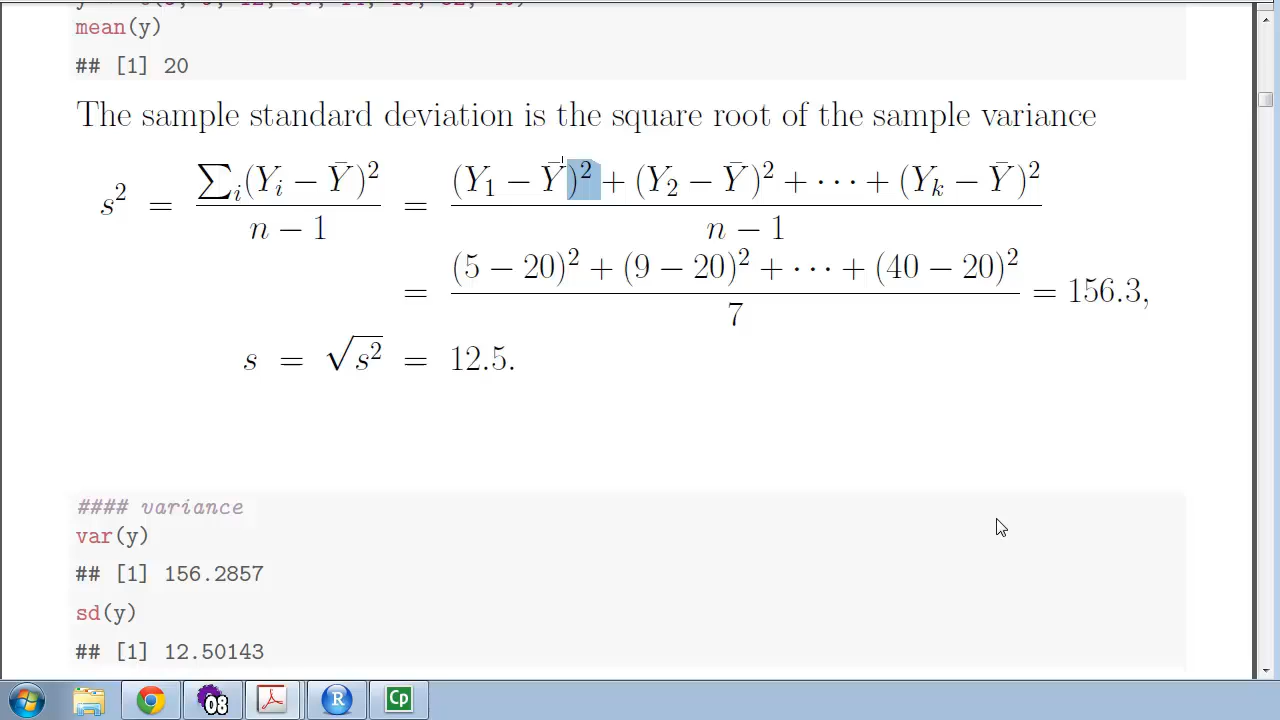 mean(y)
## [1] 20
The sample standard deviation is the square root of the sample variance
s² = ∑ᵢ(Yᵢ − Ȳ)² / (n − 1) = ((Y₁ − Ȳ)² + (Y₂ − Ȳ)² + ⋯ + (Yₖ − Ȳ)²) / (n − 1)
= ((5 − 20)² + (9 − 20)² + ⋯ + (40 − 20)²) / 7 = 156.3,
s = √s² = 12.5.
#### variance
var(y)
## [1] 156.2857
sd(y)
## [1] 12.50143
08
R
Cp